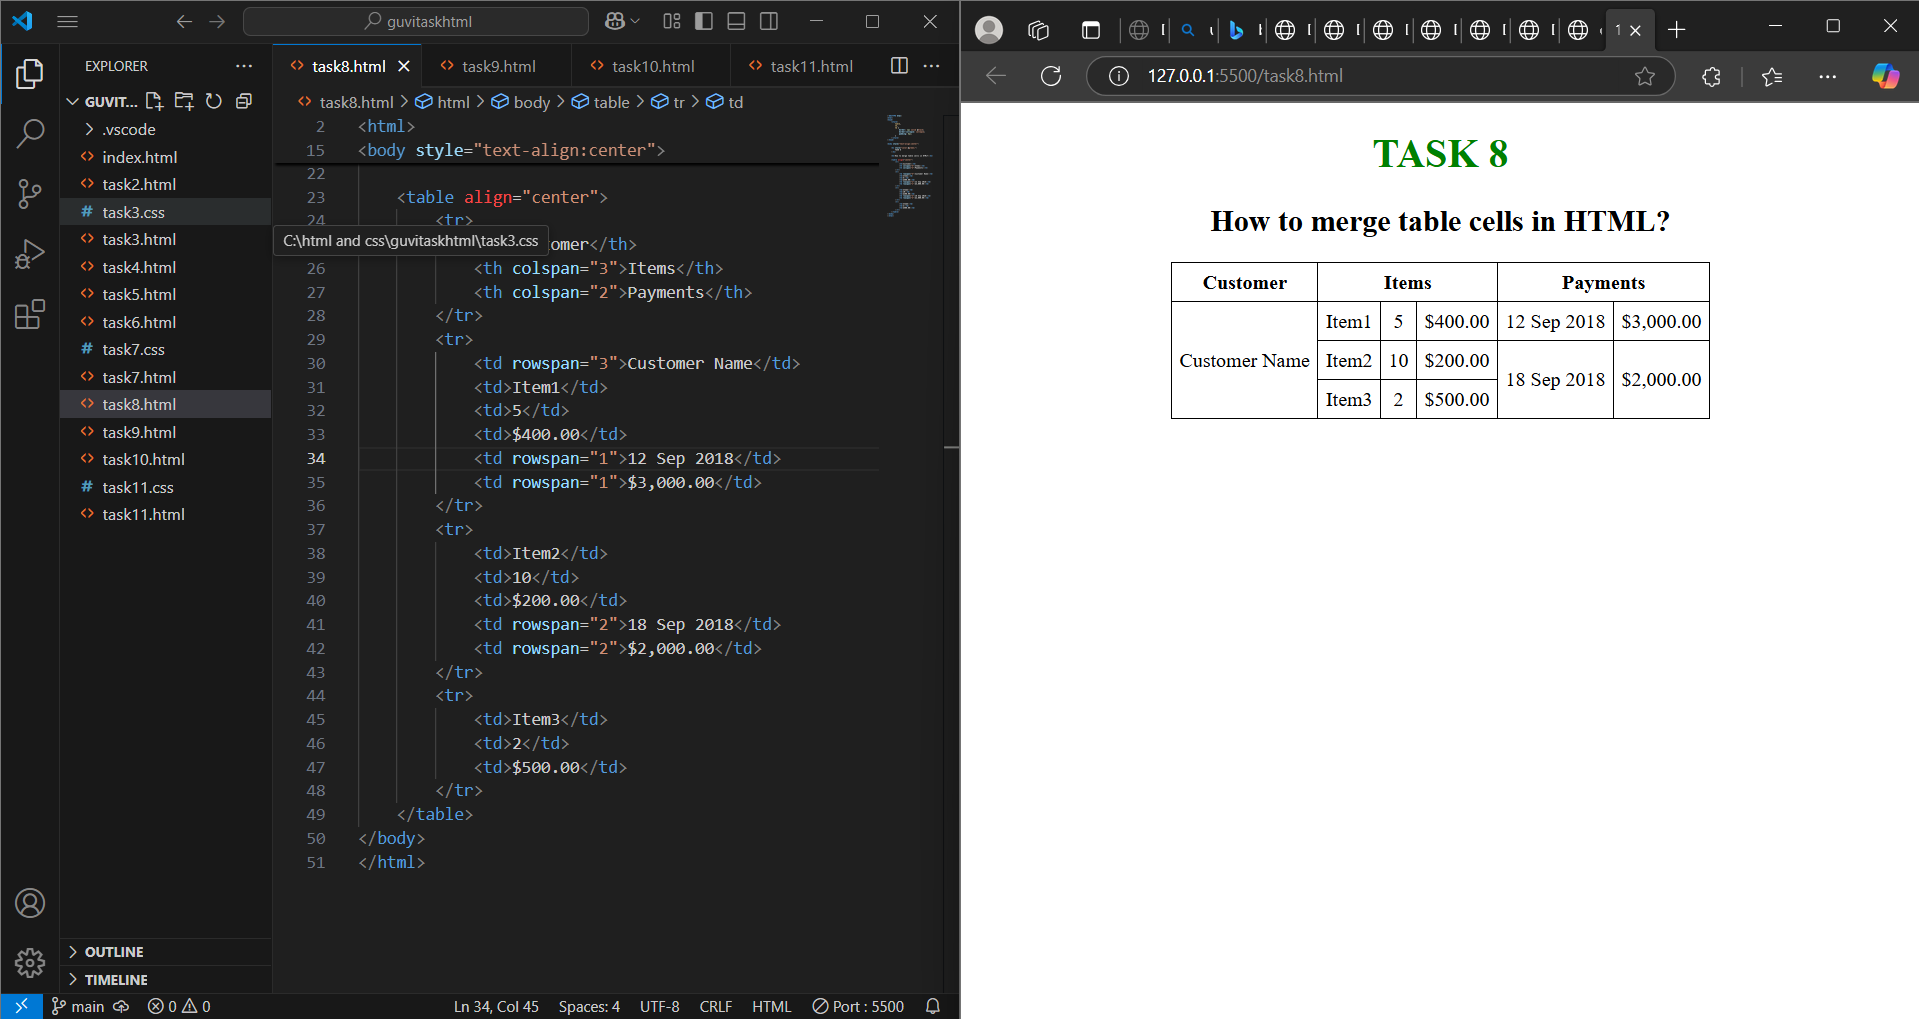 guvitaskhtml
EXPLORER
GUVIT...
.vscode
index.html
task2.html
task3.css
task3.html
task4.html
task5.html
task6.html
task7.css
task7.html
task8.html
task9.html
task10.html
task11.css
task11.html
OUTLINE
TIMELINE
task8.html task9.html task10.html task11.html
task8.html > html > body > table > tr > td
2 <html>
15 <body style="text-align:center">
22
23 <table align="center">
24 <tr>
C:\html and css\guvitaskhtml\task3.css omer</th>
26 <th colspan="3">Items</th>
27 <th colspan="2">Payments</th>
28 </tr>
29 <tr>
30 <td rowspan="3">Customer Name</td>
31 <td>Item1</td>
32 <td>5</td>
33 <td>$400.00</td>
34 <td rowspan="1">12 Sep 2018</td>
35 <td rowspan="1">$3,000.00</td>
36 </tr>
37 <tr>
38 <td>Item2</td>
39 <td>10</td>
40 <td>$200.00</td>
41 <td rowspan="2">18 Sep 2018</td>
42 <td rowspan="2">$2,000.00</td>
43 </tr>
44 <tr>
45 <td>Item3</td>
46 <td>2</td>
47 <td>$500.00</td>
48 </tr>
49 </table>
50 </body>
51 </html>
main 0 0 Ln 34, Col 45 Spaces: 4 UTF-8 CRLF HTML Port : 5500
127.0.0.1:5500/task8.html
TASK 8
How to merge table cells in HTML?
Customer Items Payments
Item1 5 $400.00 12 Sep 2018 $3,000.00
Customer Name Item2 10 $200.00
18 Sep 2018 $2,000.00
Item3 2 $500.00